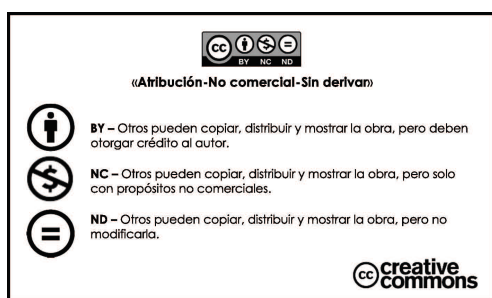 cc
BY NC ND
«Atribución-No comercial-Sin derivar»
BY – Otros pueden copiar, distribuir y mostrar la obra, pero deben
otorgar crédito al autor.
NC – Otros pueden copiar, distribuir y mostrar la obra, pero solo
con propósitos no comerciales.
ND – Otros pueden copiar, distribuir y mostrar la obra, pero no
modificarla.
cc creative
commons